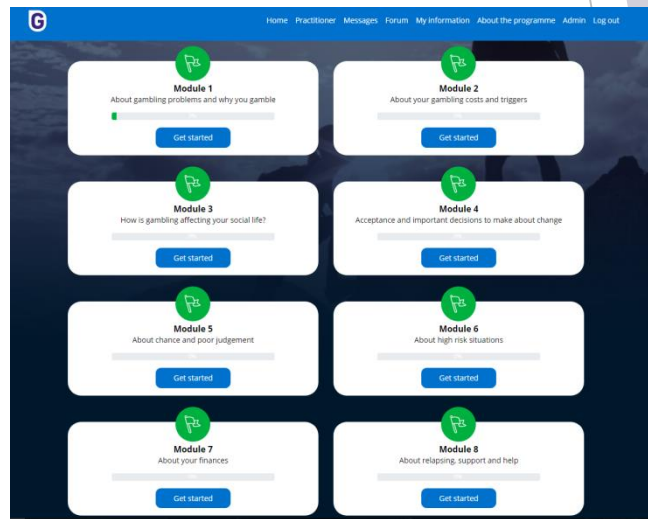 G
Home Practitioner Messages Forum My information About the programme Admin Log out
Module 1
About gambling problems and why you gamble
Get started
Module 2
About your gambling costs and triggers
Get started
Module 3
How is gambling affecting your social life?
Get started
Module 4
Acceptance and important decisions to make about change
Get started
Module 5
About chance and poor judgement
Get started
Module 6
About high risk situations
Get started
Module 7
About your finances
Get started
Module 8
About relapsing, support and help
Get started